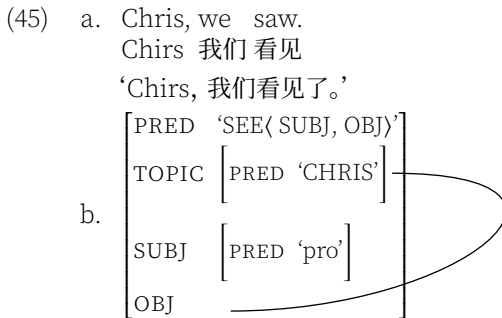 (45) a. Chris, we saw.
Chirs 我们 看见
‘Chirs, 我们看见了。’
b.
PRED ‘SEE⟨ SUBJ, OBJ⟩’
TOPIC [PRED ‘CHRIS’]
SUBJ [PRED ‘pro’]
OBJ